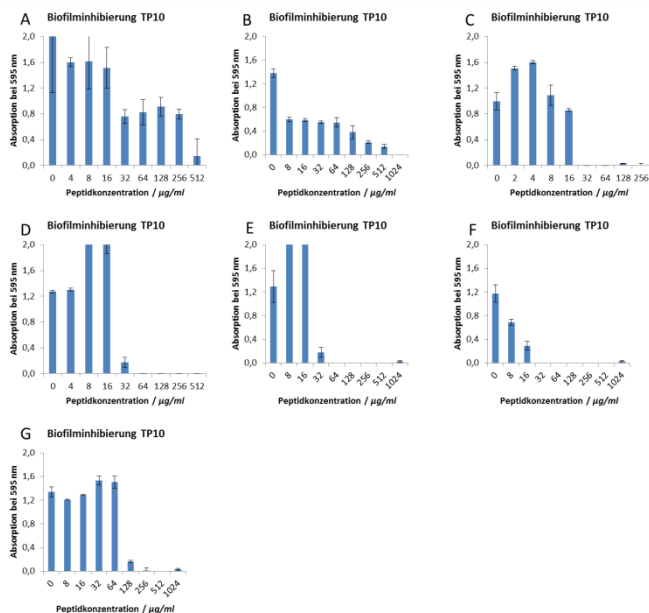 A Biofilminhibierung TP10
Absorption bei 595 nm
2,0
1,6
1,2
0,8
0,4
0,0
0 4 8 16 32 64 128 256 512
Peptidkonzentration / µg/ml
B Biofilminhibierung TP10
Absorption bei 595 nm
2,0
1,6
1,2
0,8
0,4
0,0
0 8 16 32 64 128 256 512 1024
Peptidkonzentration / µg/ml
C Biofilminhibierung TP10
Absorption bei 595 nm
2,0
1,6
1,2
0,8
0,4
0,0
0 2 4 8 16 32 64 128 256
Peptidkonzentration / µg/ml
D Biofilminhibierung TP10
Absorption bei 595 nm
2,0
1,6
1,2
0,8
0,4
0,0
0 4 8 16 32 64 128 256 512
Peptidkonzentration / µg/ml
E Biofilminhibierung TP10
Absorption bei 595 nm
2,0
1,6
1,2
0,8
0,4
0,0
0 8 16 32 64 128 256 512 1024
Peptidkonzentration / µg/ml
F Biofilminhibierung TP10
Absorption bei 595 nm
2,0
1,6
1,2
0,8
0,4
0,0
0 8 16 32 64 128 256 512 1024
Peptidkonzentration / µg/ml
G Biofilminhibierung TP10
Absorption bei 595 nm
2,0
1,6
1,2
0,8
0,4
0,0
0 8 16 32 64 128 256 512 1024
Peptidkonzentration / µg/ml